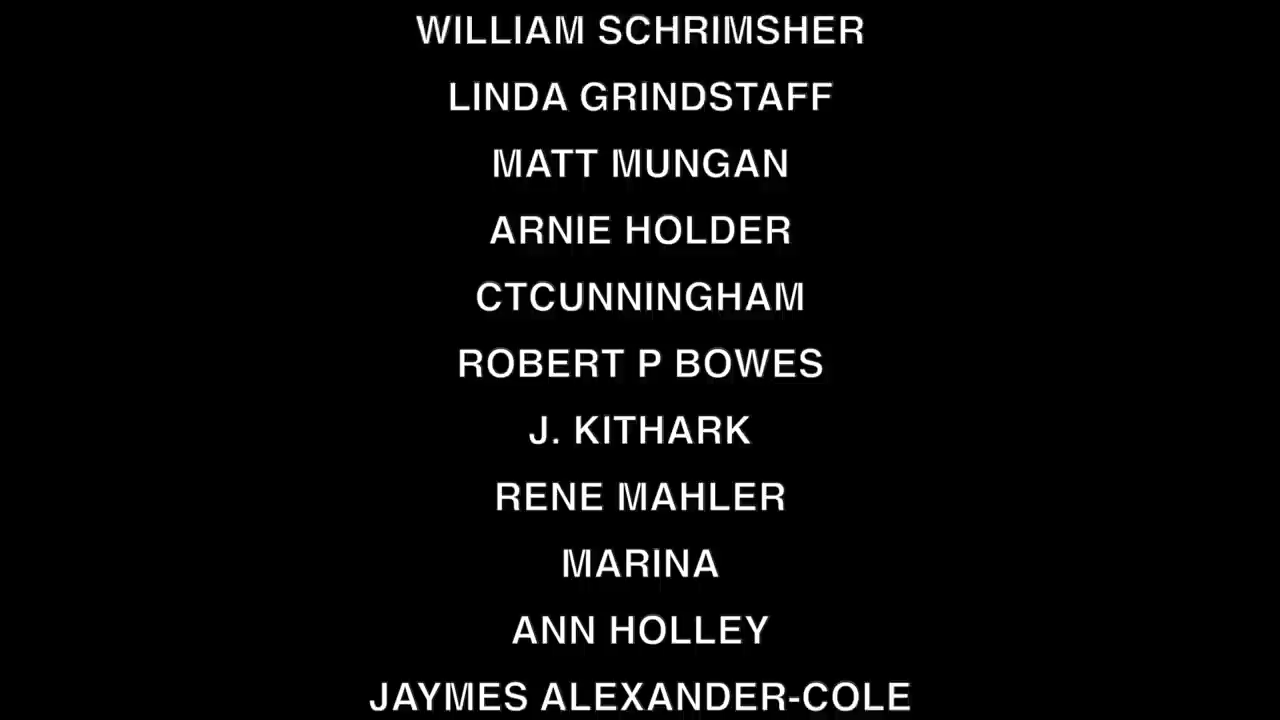 WILLIAM SCHRIMSHER
LINDA GRINDSTAFF
MATT MUNGAN
ARNIE HOLDER
CTCUNNINGHAM
ROBERT P BOWES
J. KITHARK
RENE MAHLER
MARINA
ANN HOLLEY
JAYMES ALEXANDER-COLE